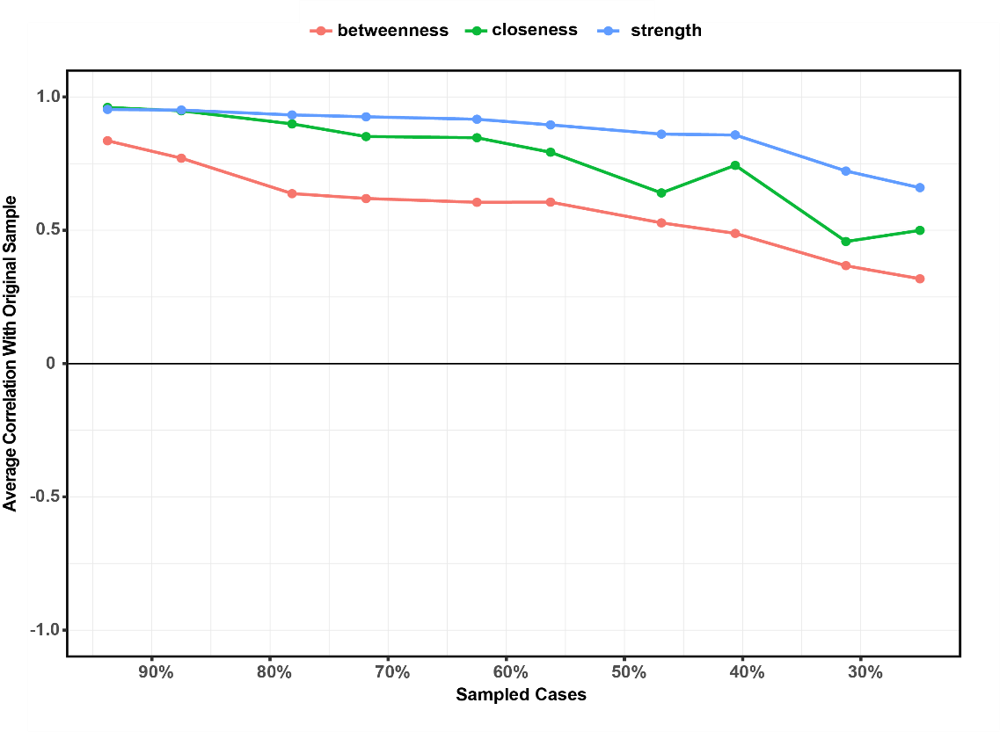 betweenness closeness strength
Average Correlation With Original Sample
1.0
0.5
0
-0.5
-1.0
90% 80% 70% 60% 50% 40% 30%
Sampled Cases